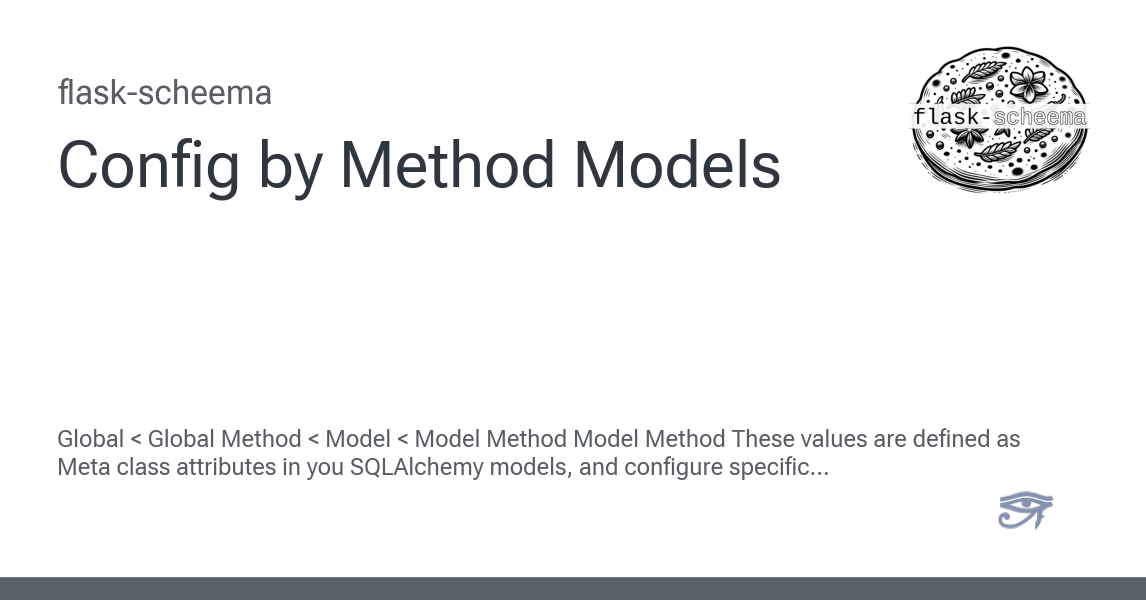 flask-scheema
flask-scheema
Config by Method Models
Global < Global Method < Model < Model Method Model Method These values are defined as
Meta class attributes in you SQLAlchemy models, and configure specific...